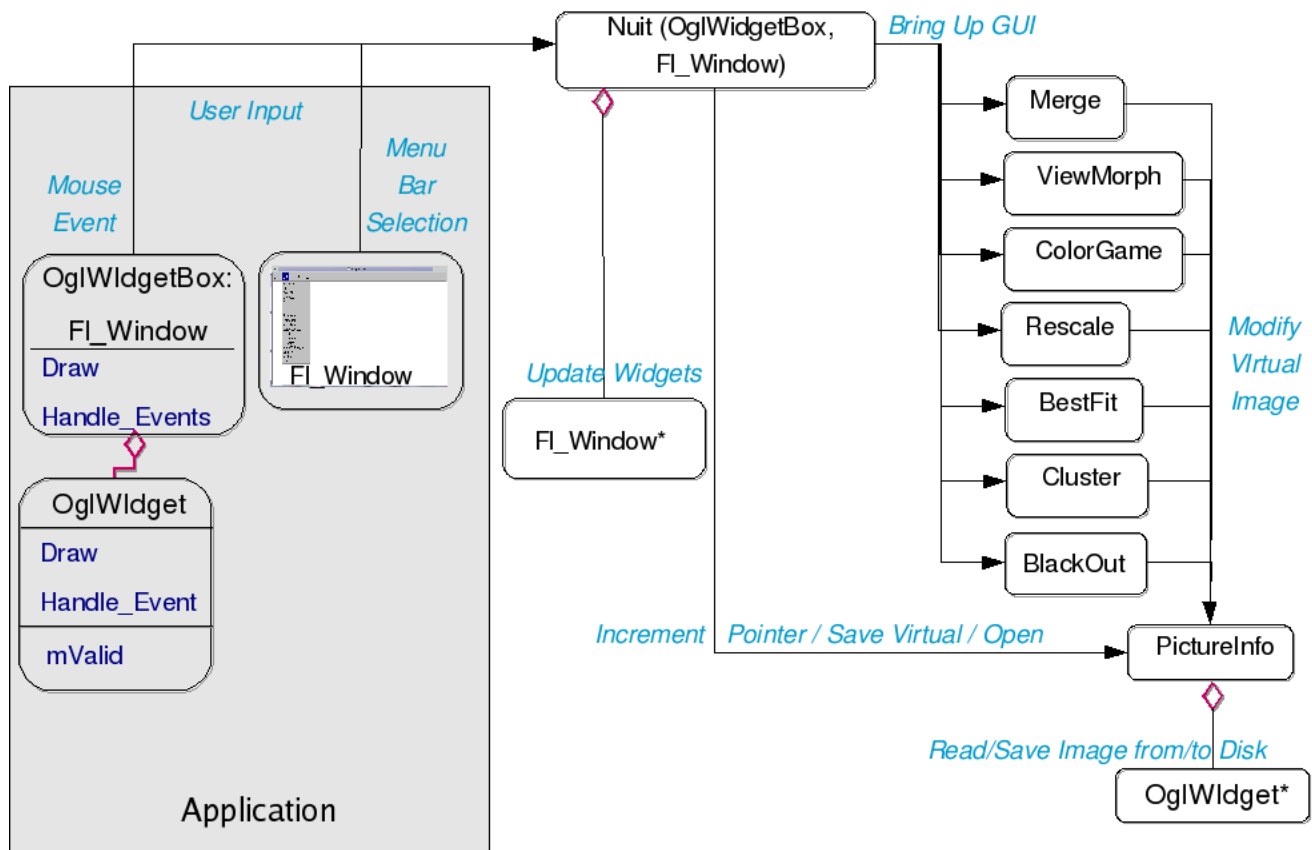 Nuit (OglWidgetBox,
Fl_Window)
Bring Up GUI
User Input
Mouse
Event
Menu
Bar
Selection
OglWIdgetBox:
Fl_Window
Draw
Handle_Events
Fl_Window
OglWIdget
Draw
Handle_Event
mValid
Application
Update Widgets
Fl_Window*
Merge
ViewMorph
ColorGame
Rescale
BestFit
Cluster
BlackOut
Modify
VIrtual
Image
Increment Pointer / Save Virtual / Open
PictureInfo
Read/Save Image from/to Disk
OglWIdget*